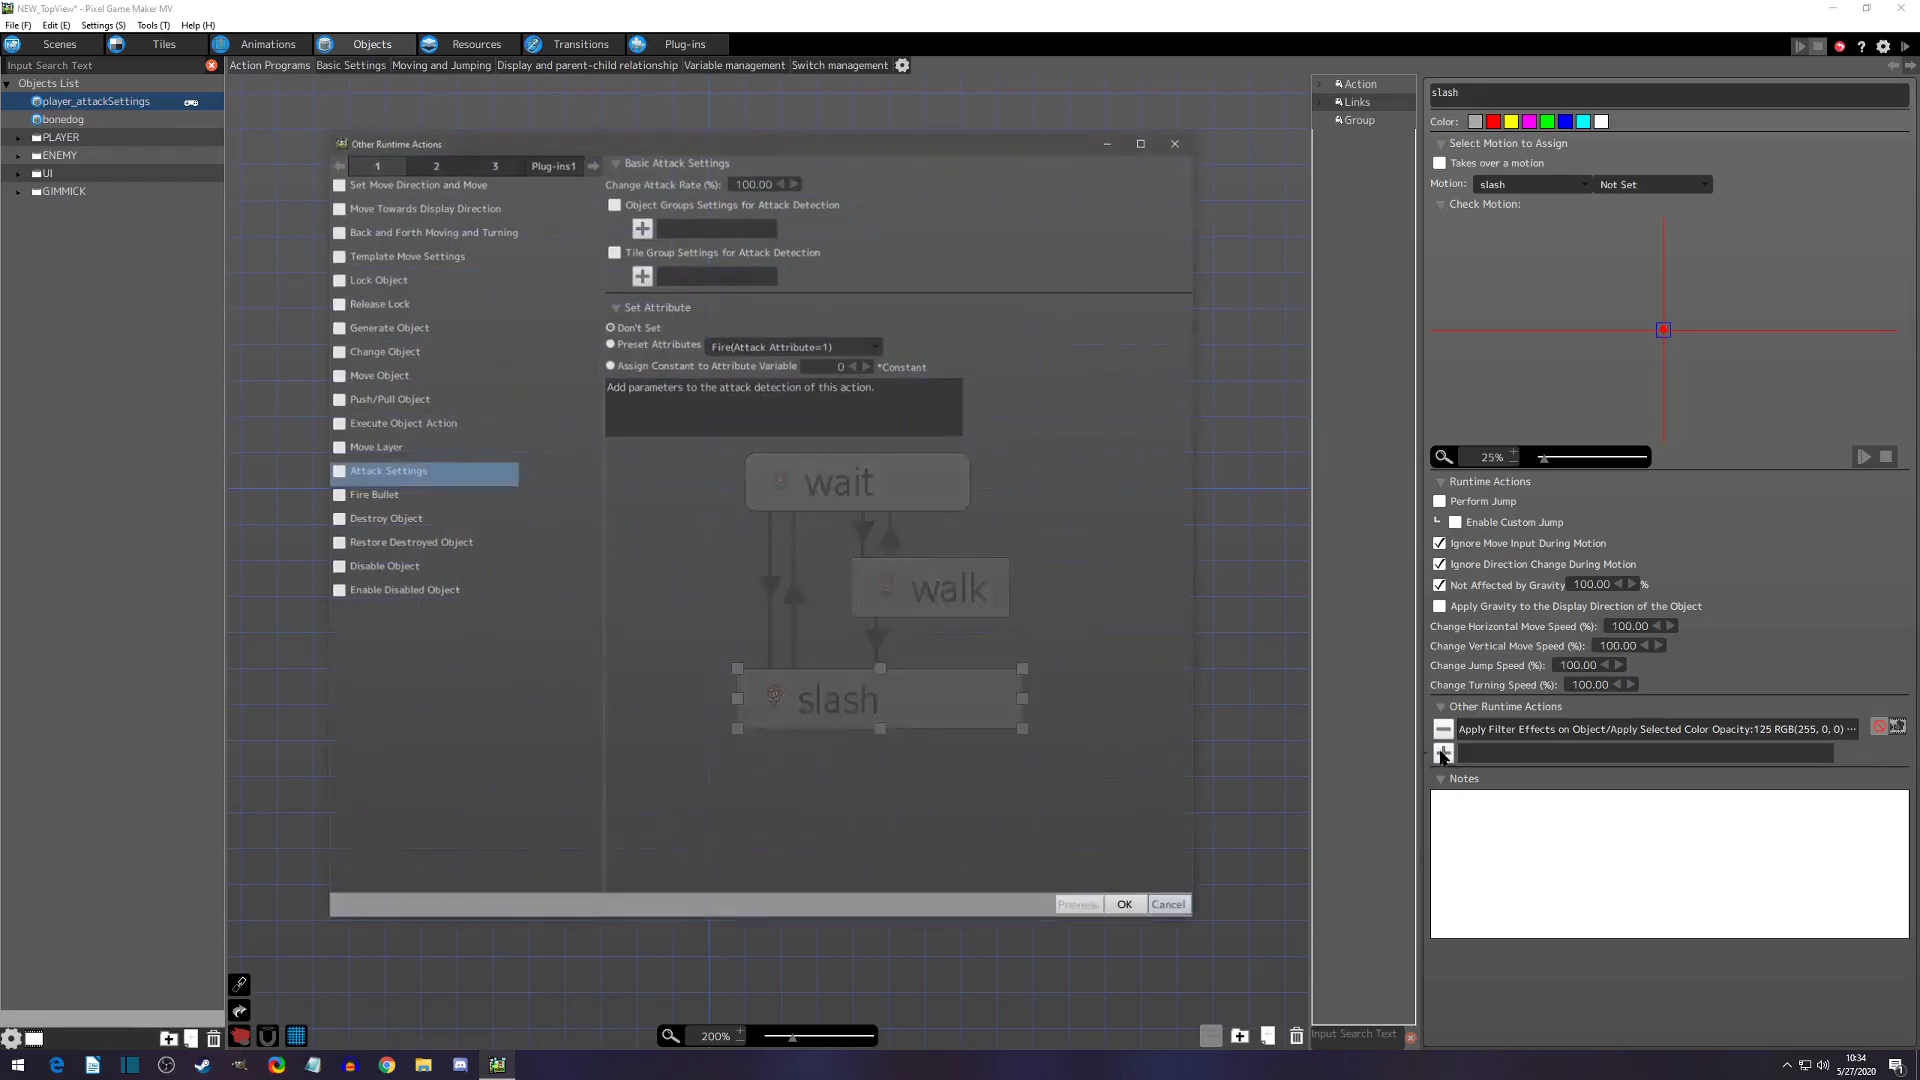 NEW_TopView* - Pixel Game Maker MV
File (F) Edit (E) Settings (S) Tools (T) Help (H)
Scenes Tiles Animations Objects Resources Transitions Plug-ins
Input Search Text
Action Programs Basic Settings Moving and Jumping Display and parent-child relationship Variable management Switch management
Objects List
player_attackSettings
bonedog
PLAYER
ENEMY
UI
GIMMICK
Other Runtime Actions
1 2 3 Plug-ins1
Set Move Direction and Move
Move Towards Display Direction
Back and Forth Moving and Turning
Template Move Settings
Lock Object
Release Lock
Generate Object
Change Object
Move Object
Push/Pull Object
Execute Object Action
Move Layer
Attack Settings
Fire Bullet
Destroy Object
Restore Destroyed Object
Disable Object
Enable Disabled Object
Basic Attack Settings
Change Attack Rate (%): 100.00
Object Groups Settings for Attack Detection
Tile Group Settings for Attack Detection
Set Attribute
Don't Set
Preset Attributes Fire(Attack Attribute=1)
Assign Constant to Attribute Variable 0 *Constant
Add parameters to the attack detection of this action.
wait
walk
slash
Preview OK Cancel
200%
Action
Links
Group
Input Search Text
slash
Color:
Select Motion to Assign
Takes over a motion
Motion: slash Not Set
Check Motion:
25%
Runtime Actions
Perform Jump
Enable Custom Jump
Ignore Move Input During Motion
Ignore Direction Change During Motion
Not Affected by Gravity 100.00 %
Apply Gravity to the Display Direction of the Object
Change Horizontal Move Speed (%): 100.00
Change Vertical Move Speed (%): 100.00
Change Jump Speed (%): 100.00
Change Turning Speed (%): 100.00
Other Runtime Actions
Apply Filter Effects on Object/Apply Selected Color Opacity:125 RGB(255, 0, 0) ...
Notes
10:34
5/27/2020